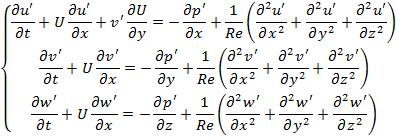 ∂u′/∂t + U ∂u′/∂x + v′ ∂U/∂y = −∂p′/∂x + 1/Re (∂²u′/∂x² + ∂²u′/∂y² + ∂²u′/∂z²)
∂v′/∂t + U ∂v′/∂x = −∂p′/∂y + 1/Re (∂²v′/∂x² + ∂²v′/∂y² + ∂²v′/∂z²)
∂w′/∂t + U ∂w′/∂x = −∂p′/∂z + 1/Re (∂²w′/∂x² + ∂²w′/∂y² + ∂²w′/∂z²)